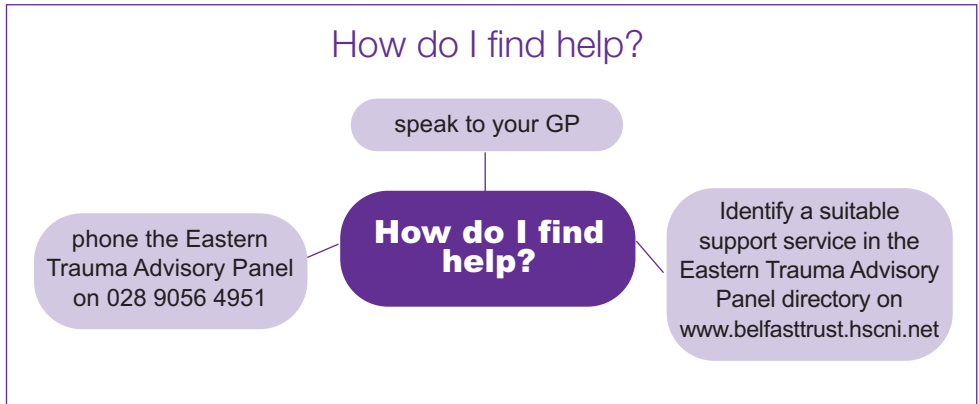 How do I find help?
speak to your GP
phone the Eastern
Trauma Advisory Panel
on 028 9056 4951
How do I find
help?
Identify a suitable
support service in the
Eastern Trauma Advisory
Panel directory on
www.belfasttrust.hscni.net